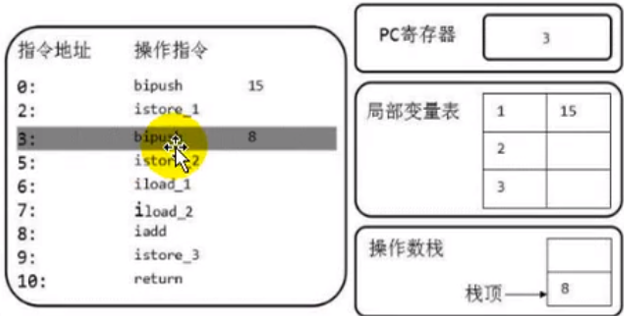 指令地址 操作指令
0: bipush 15
2: istore_1
3: bipush 8
5: istore_2
6: iload_1
7: iload_2
8: iadd
9: istore_3
10: return
PC寄存器 3
局部变量表 1 15
2
3
操作数栈
栈顶 8